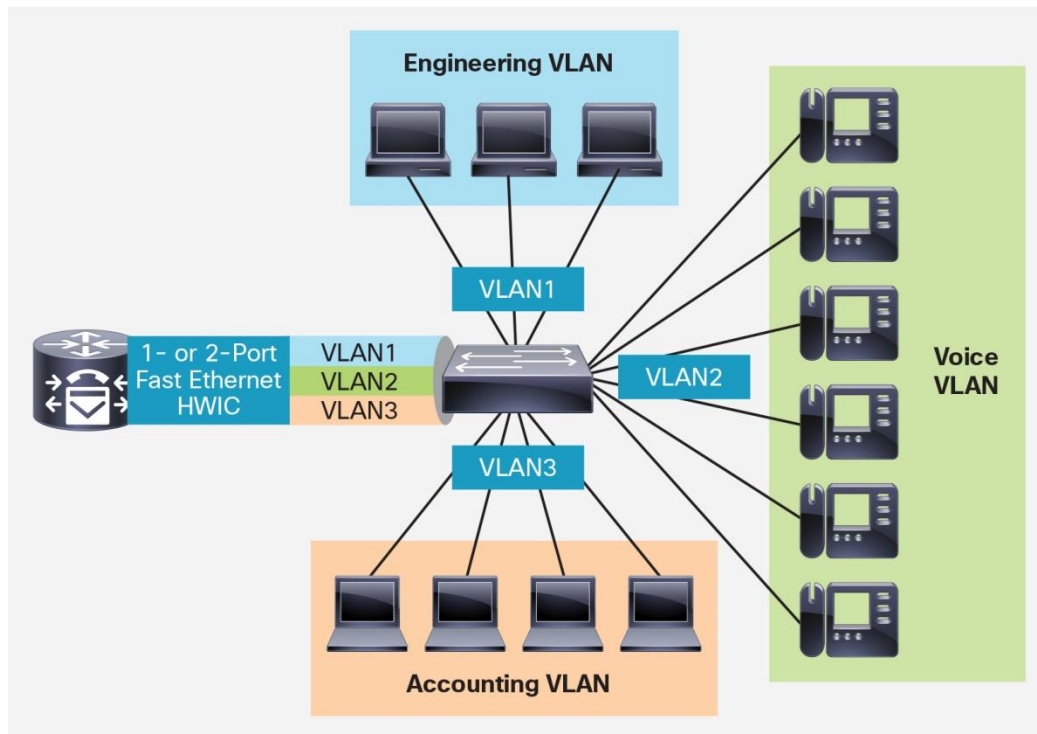 Engineering VLAN
VLAN1
1- or 2-Port
Fast Ethernet
HWIC
VLAN1
VLAN2
VLAN3
VLAN2
Voice
VLAN
VLAN3
Accounting VLAN